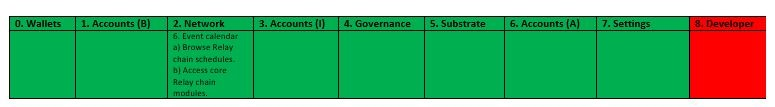 0. Wallets
1. Accounts (B)
2. Network
3. Accounts (I)
4. Governance
5. Substrate
6. Accounts (A)
7. Settings
8. Developer
6. Event calendar
a) Browse Relay
chain schedules.
b) Access core
Relay chain
modules.